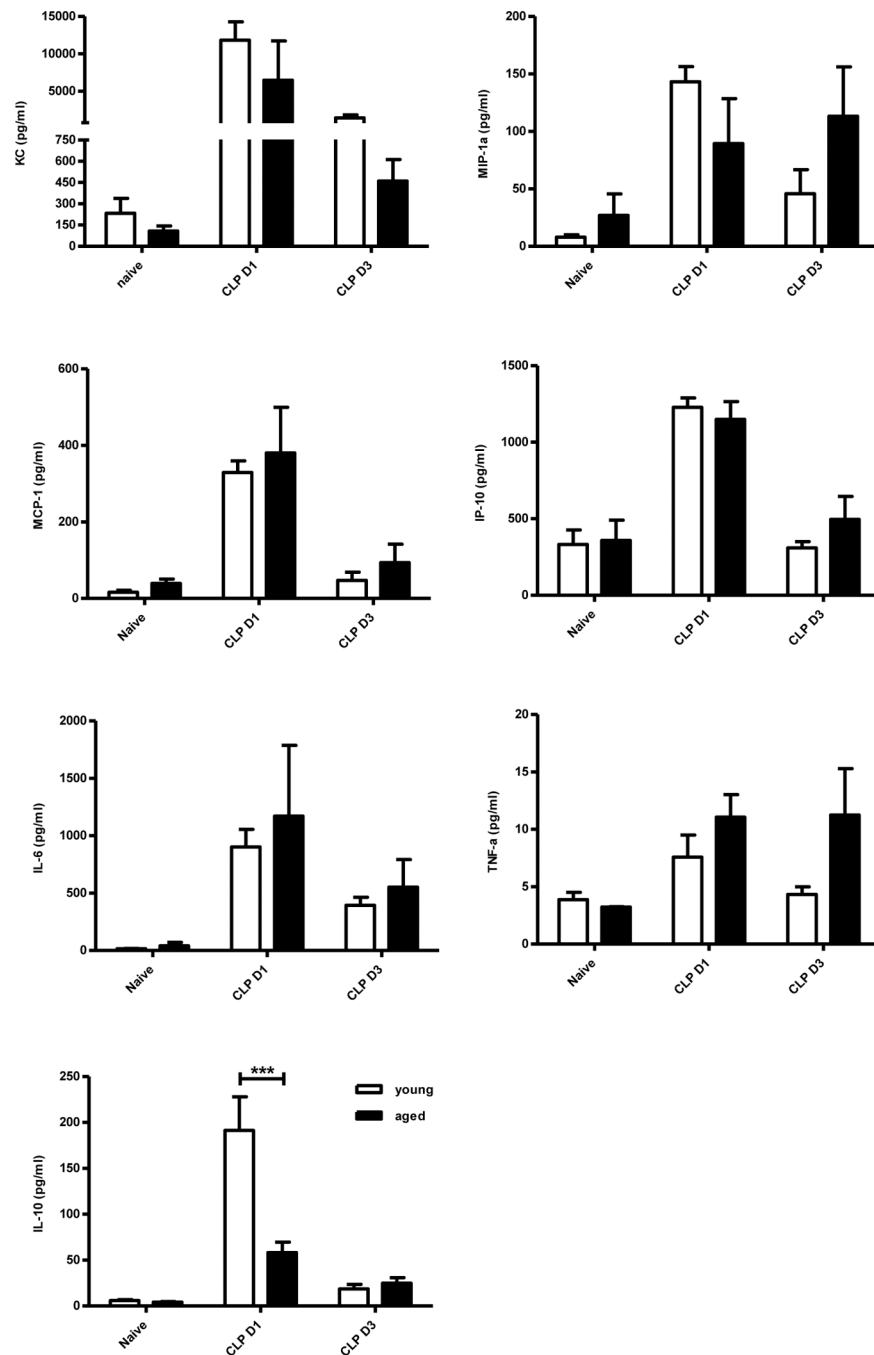 15000
10000
5000
750
600
450
300
150
0
KC (pg/ml)
naive
CLP D1
CLP D3
200
150
100
50
0
MIP-1a (pg/ml)
Naive
CLP D1
CLP D3
600
400
200
0
MCP-1 (pg/ml)
Naive
CLP D1
CLP D3
1500
1000
500
0
IP-10 (pg/ml)
Naive
CLP D1
CLP D3
2000
1500
1000
500
0
IL-6 (pg/ml)
Naive
CLP D1
CLP D3
20
15
10
5
0
TNF-a (pg/ml)
Naive
CLP D1
CLP D3
250
200
150
100
50
0
IL-10 (pg/ml)
***
young
aged
Naive
CLP D1
CLP D3